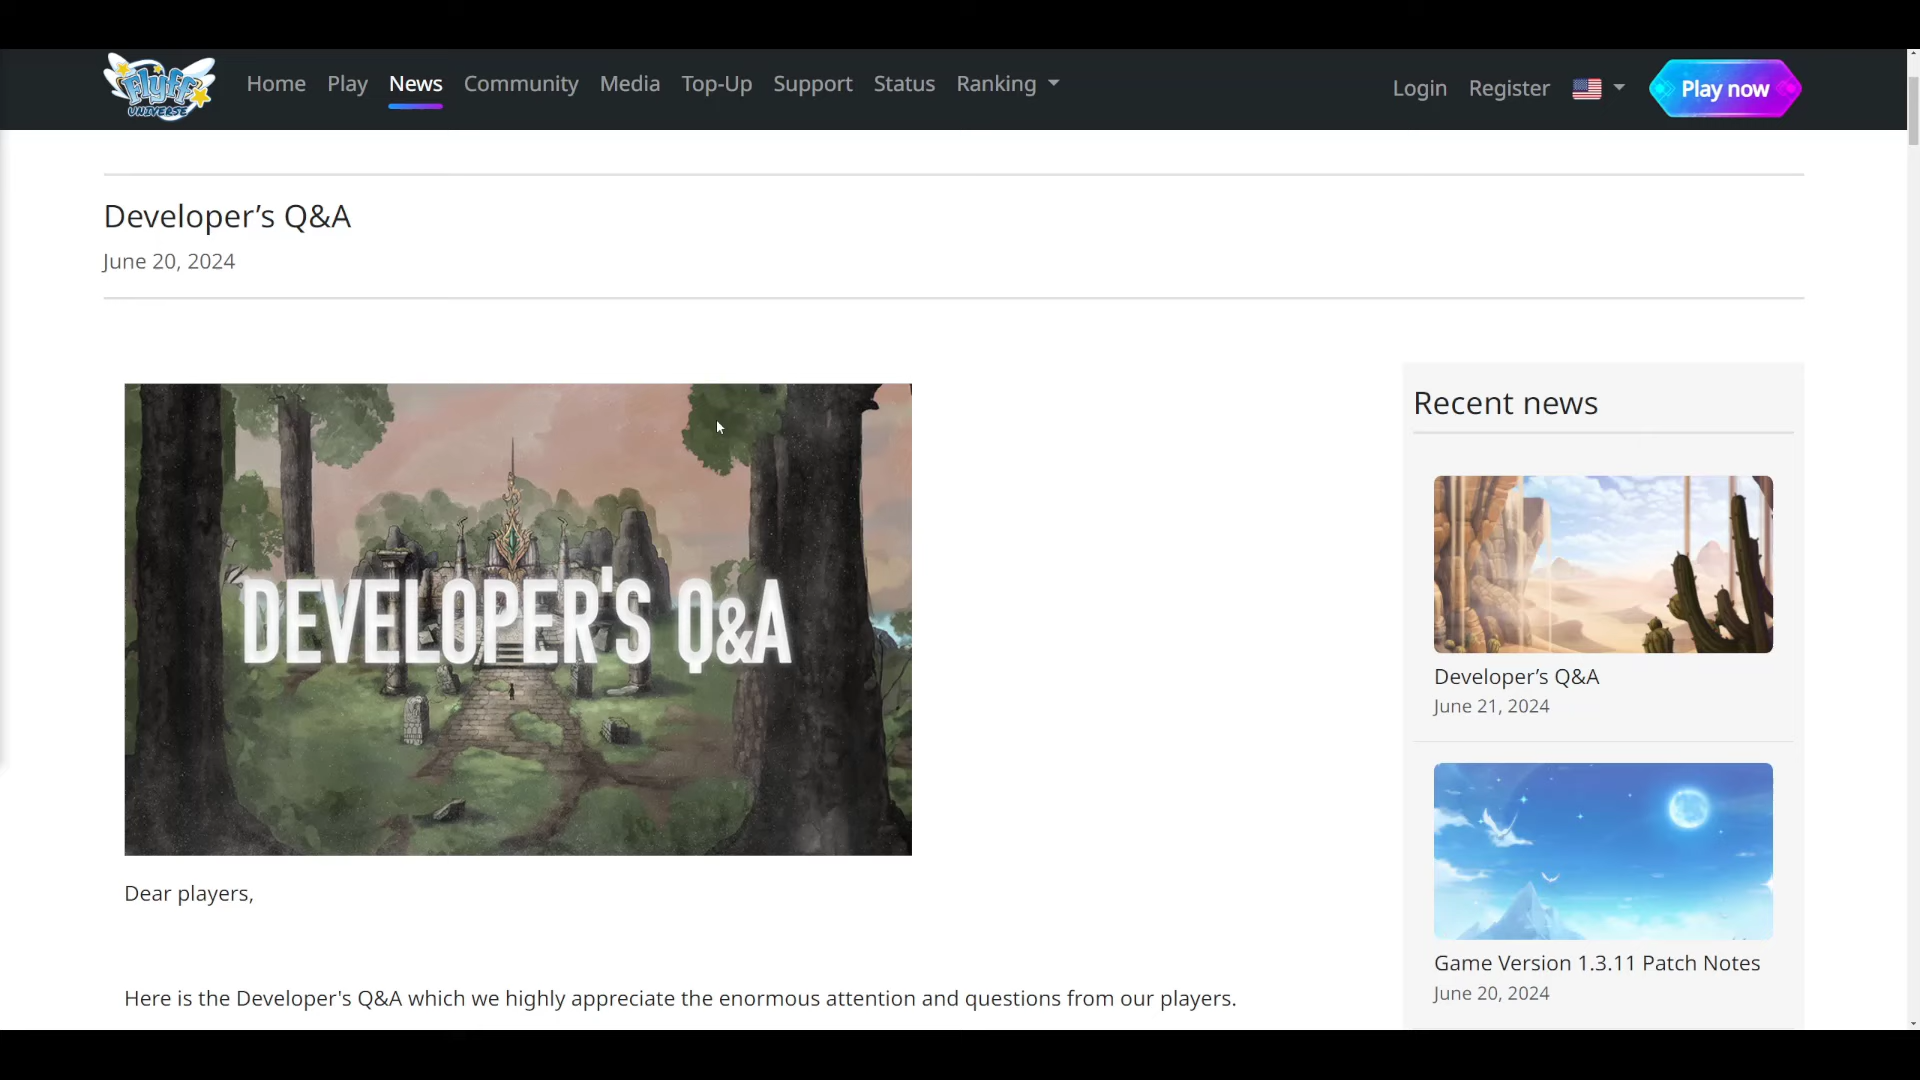 Flyff UNIVERSE
Home Play News Community Media Top-Up Support Status Ranking Login Register Play now
Developer’s Q&A
June 20, 2024
Recent news
DEVELOPER'S Q&A
Developer’s Q&A
June 21, 2024
Dear players,
Game Version 1.3.11 Patch Notes
June 20, 2024
Here is the Developer's Q&A which we highly appreciate the enormous attention and questions from our players.